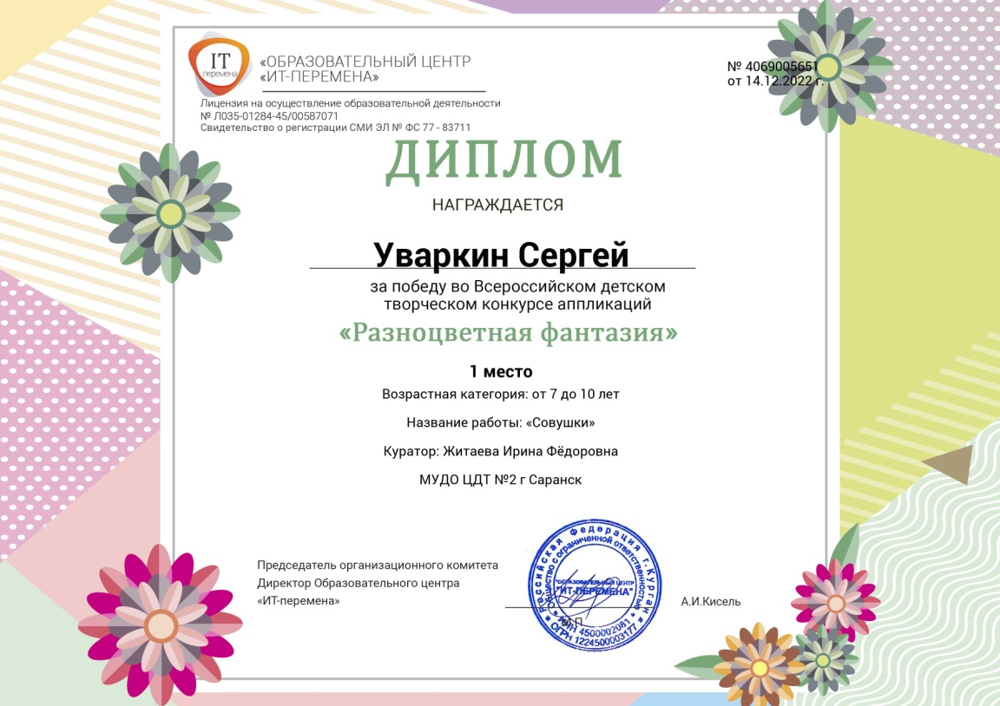 IT
перемена
«ОБРАЗОВАТЕЛЬНЫЙ ЦЕНТР
«ИТ-ПЕРЕМЕНА»
№ 4069005651
от 14.12.2022 г.
Лицензия на осуществление образовательной деятельности
№ Л035-01284-45/00587071
Свидетельство о регистрации СМИ ЭЛ № ФС 77 - 83711
ДИПЛОМ
НАГРАЖДАЕТСЯ
Уваркин Сергей
за победу во Всероссийском детском
творческом конкурсе аппликаций
«Разноцветная фантазия»
1 место
Возрастная категория: от 7 до 10 лет
Название работы: «Совушки»
Куратор: Житаева Ирина Фёдоровна
МУДО ЦДТ №2 г Саранск
Председатель организационного комитета
Директор Образовательного центра
«ИТ-перемена»
Российская Федерация г.Курган
Общество с ограниченной ответственностью
"ОБРАЗОВАТЕЛЬНЫЙ ЦЕНТР
"ИТ-ПЕРЕМЕНА"
ИНН 4500002081
ОГРН 1224500003177
М.П.
А.И.Кисель